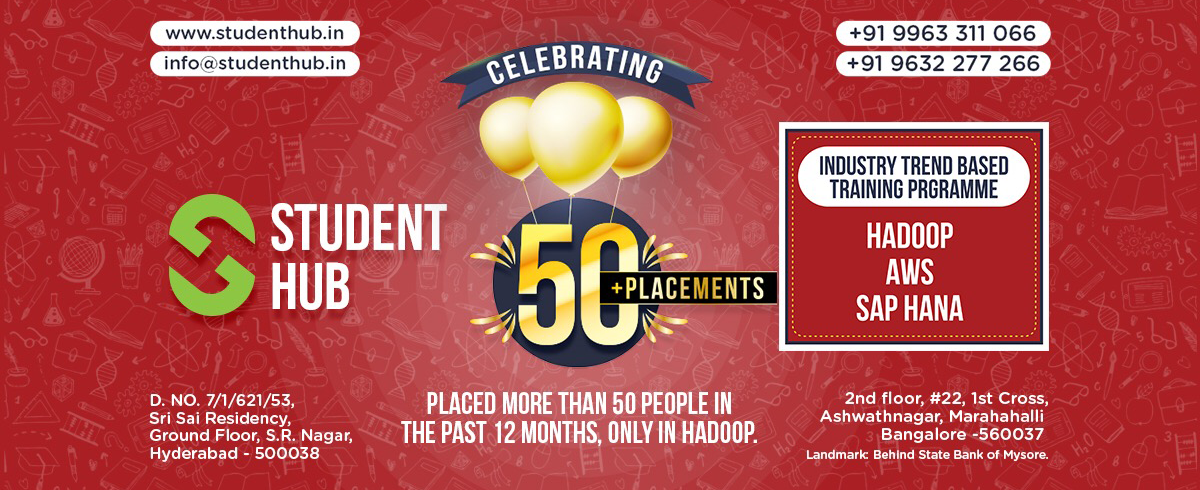 www.studenthub.in
info@studenthub.in
+91 9963 311 066
+91 9632 277 266
CELEBRATING
50
+PLACEMENTS
STUDENT
HUB
INDUSTRY TREND BASED
TRAINING PRGRAMME
HADOOP
AWS
SAP HANA
PLACED MORE THAN 50 PEOPLE IN
THE PAST 12 MONTHS, ONLY IN HADOOP.
D. NO. 7/1/621/53,
Sri Sai Residency,
Ground Floor, S.R. Nagar,
Hyderabad - 500038
2nd floor, #22, 1st Cross,
Ashwathnagar, Marahahalli
Bangalore -560037
Landmark: Behind State Bank of Mysore.